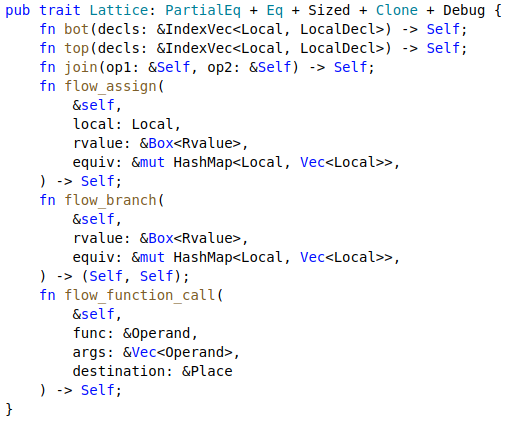 pub trait Lattice: PartialEq + Eq + Sized + Clone + Debug {
    fn bot(decls: &IndexVec<Local, LocalDecl>) -> Self;
    fn top(decls: &IndexVec<Local, LocalDecl>) -> Self;
    fn join(op1: &Self, op2: &Self) -> Self;
    fn flow_assign(
        &self,
        local: Local,
        rvalue: &Box<Rvalue>,
        equiv: &mut HashMap<Local, Vec<Local>>,
    ) -> Self;
    fn flow_branch(
        &self,
        rvalue: &Box<Rvalue>,
        equiv: &mut HashMap<Local, Vec<Local>>,
    ) -> (Self, Self);
    fn flow_function_call(
        &self,
        func: &Operand,
        args: &Vec<Operand>,
        destination: &Place
    ) -> Self;
}